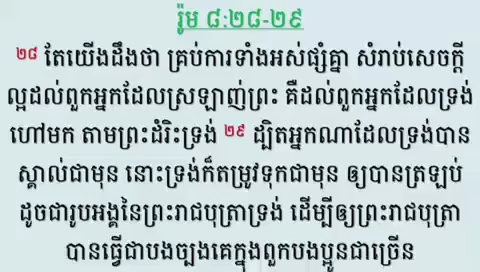 រ៉ូម ៨:២៨-២៩
២៨ តែយើងដឹងថា គ្រប់ការទាំងអស់ផ្សំគ្នា សំរាប់សេចក្តី
ល្អដល់ពួកអ្នកដែលស្រឡាញ់ព្រះ គឺដល់ពួកអ្នកដែលទ្រង់
ហៅមក តាមព្រះដំរិះទ្រង់ ២៩ ដ្បិតអ្នកណាដែលទ្រង់បាន
ស្គាល់ជាមុន នោះទ្រង់ក៏តម្រូវទុកជាមុន ឲ្យបានត្រឡប់
ដូចជារូបអង្គនៃព្រះរាជបុត្រាទ្រង់ ដើម្បីឲ្យព្រះរាជបុត្រា
បានធ្វើជាបងច្បងគេក្នុងពួកបងប្អូនជាច្រើន